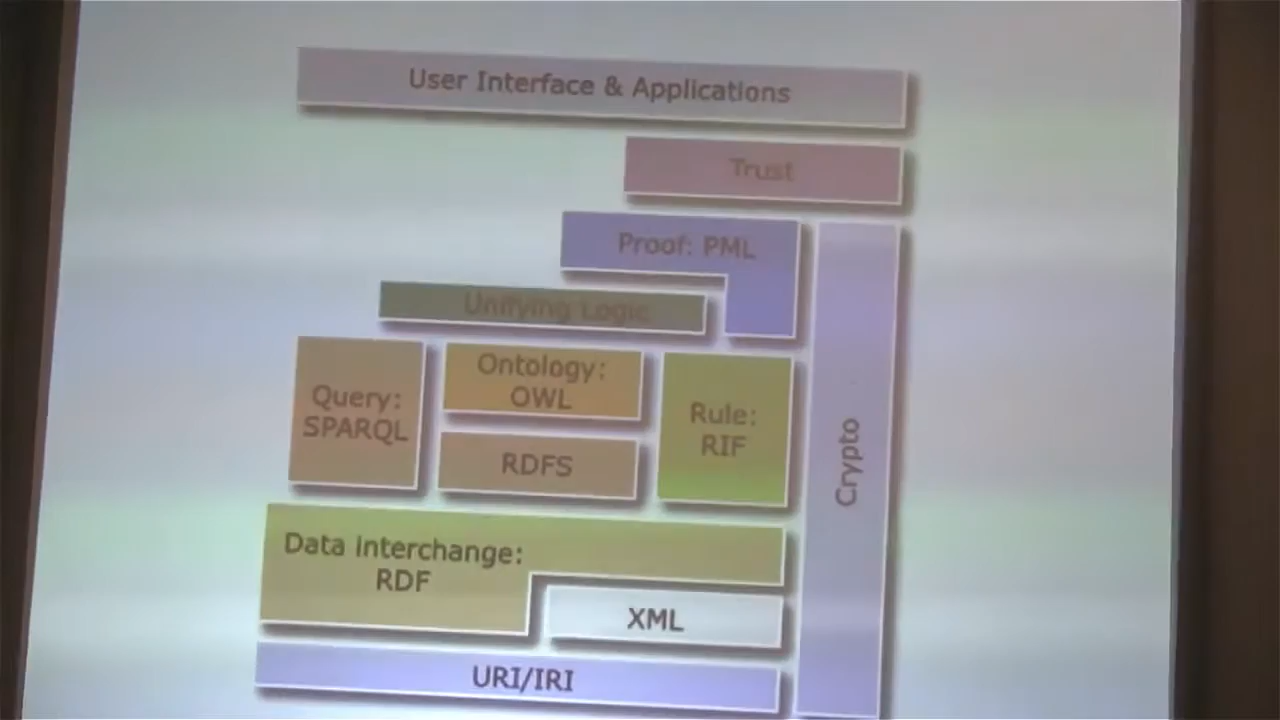 User Interface & Applications
Trust
Proof: PML
Unifying Logic
Query:
SPARQL
Ontology:
OWL
RDFS
Rule:
RIF
Crypto
Data interchange:
RDF
XML
URI/IRI